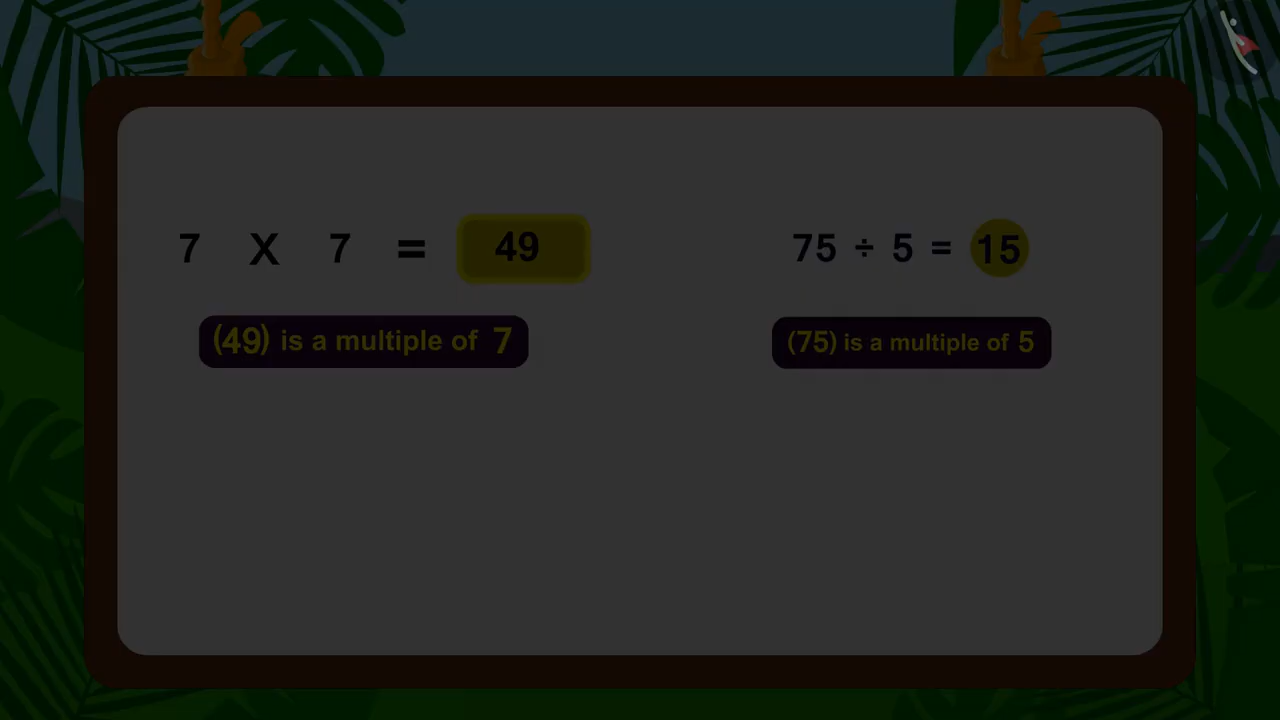 7 X 7 = 49
(49) is a multiple of 7
75 ÷ 5 = 15
(75) is a multiple of 5